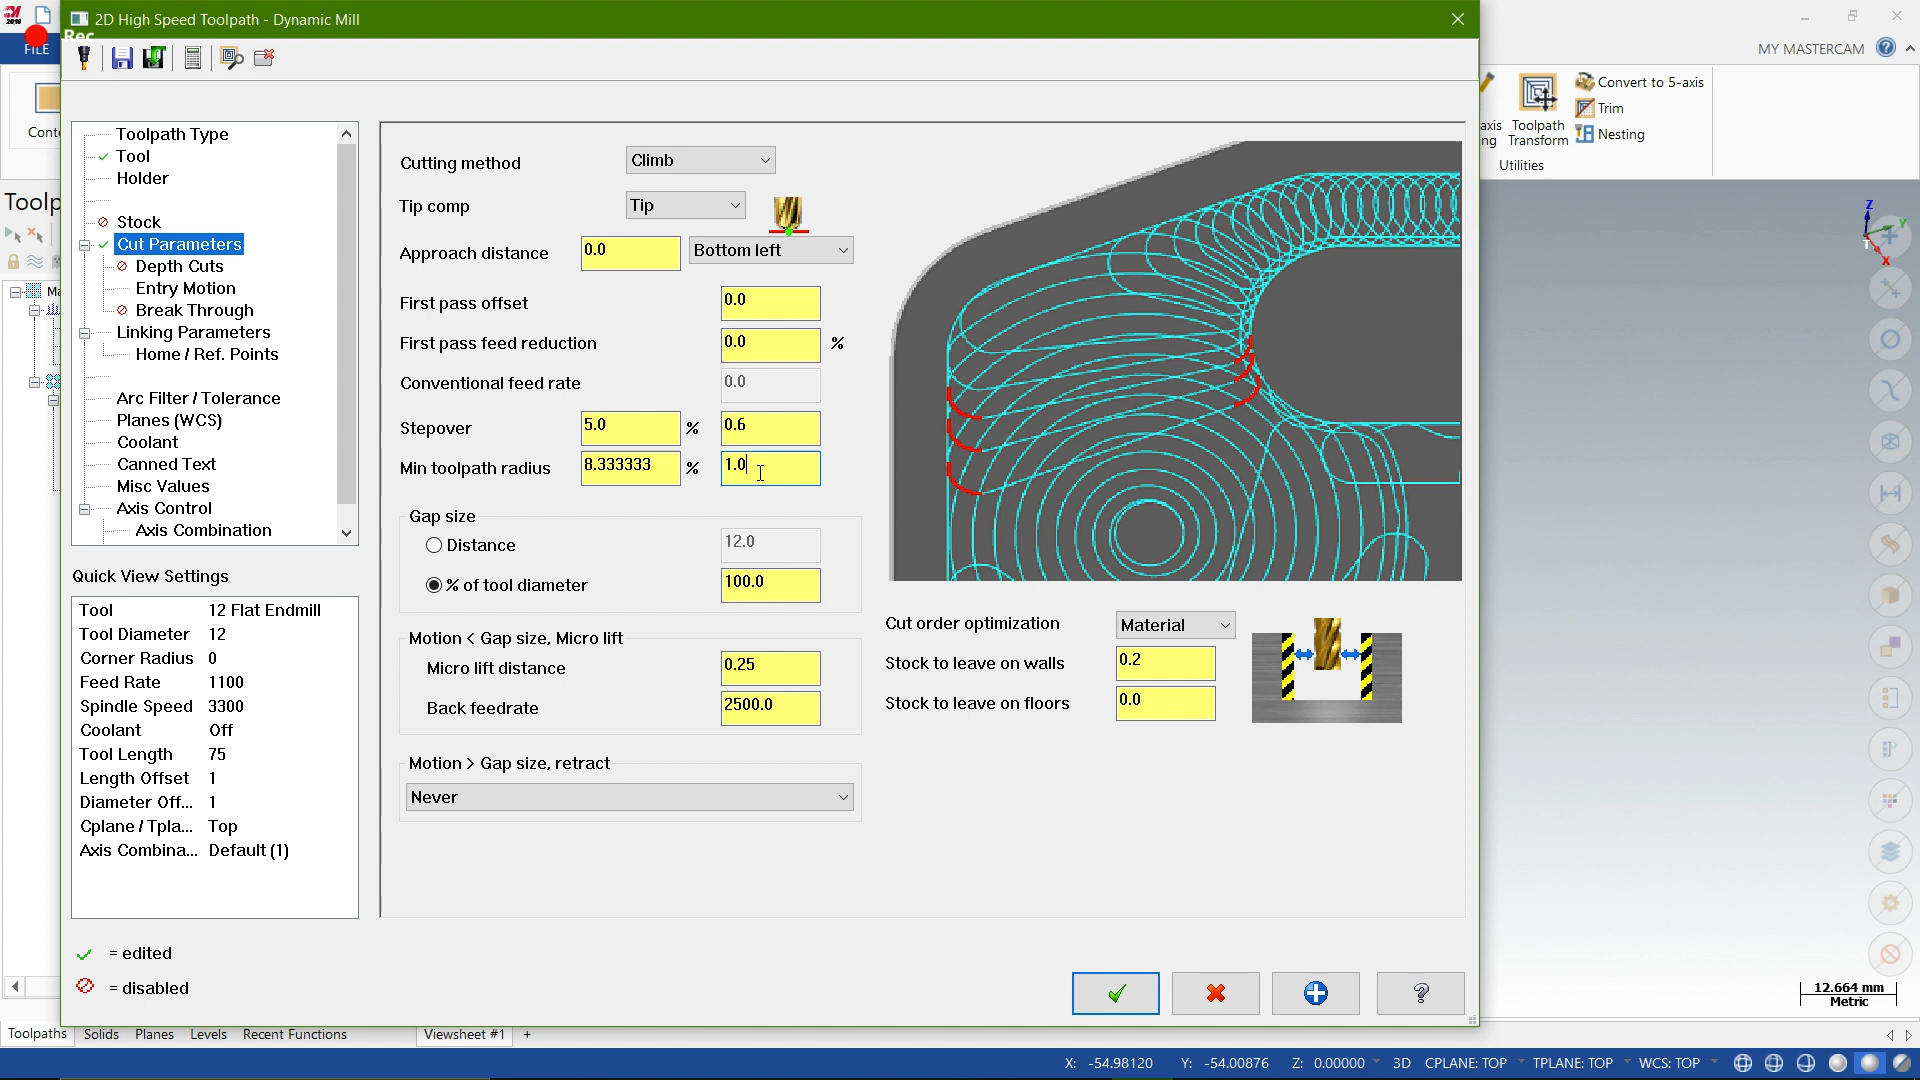 2D High Speed Toolpath - Dynamic Mill
2018
Rec
FILE
MY MASTERCAM
Conto
Convert to 5-axis
Trim
Nesting
Toolpath
Transform
Utilities
Toolp
Toolpath Type
Tool
Holder
Stock
Cut Parameters
Depth Cuts
Entry Motion
Break Through
Linking Parameters
Home / Ref. Points
Arc Filter / Tolerance
Planes (WCS)
Coolant
Canned Text
Misc Values
Axis Control
Axis Combination
Quick View Settings
Tool 12 Flat Endmill
Tool Diameter 12
Corner Radius 0
Feed Rate 1100
Spindle Speed 3300
Coolant Off
Tool Length 75
Length Offset 1
Diameter Off... 1
Cplane / Tpla... Top
Axis Combina... Default (1)
= edited
= disabled
Cutting method Climb
Tip comp Tip
Approach distance 0.0 Bottom left
First pass offset 0.0
First pass feed reduction 0.0 %
Conventional feed rate 0.0
Stepover 5.0 % 0.6
Min toolpath radius 8.333333 % 1.0
Gap size
Distance 12.0
% of tool diameter 100.0
Motion < Gap size, Micro lift
Micro lift distance 0.25
Back feedrate 2500.0
Motion > Gap size, retract
Never
Cut order optimization Material
Stock to leave on walls 0.2
Stock to leave on floors 0.0
Z
Y
T
X
12.664 mm
Metric
Toolpaths Solids Planes Levels Recent Functions
Viewsheet #1 +
X: -54.98120 Y: -54.00876 Z: 0.00000 3D CPLANE: TOP TPLANE: TOP WCS: TOP